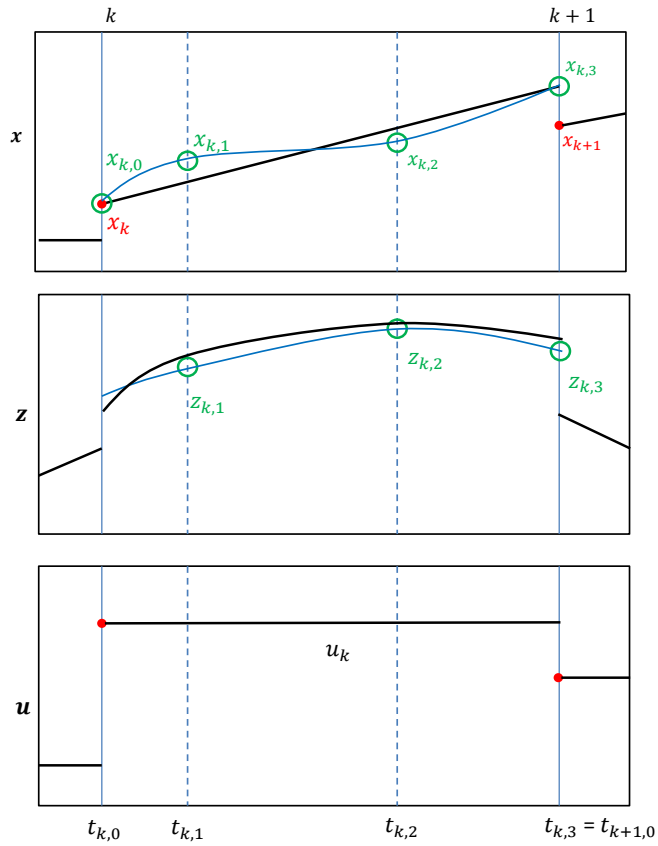 k k + 1
x
x_{k,0} x_{k,1} x_{k,2} x_{k,3}
x_k x_{k+1}
z
z_{k,1} z_{k,2} z_{k,3}
u
u_k
t_{k,0} t_{k,1} t_{k,2} t_{k,3} = t_{k+1,0}